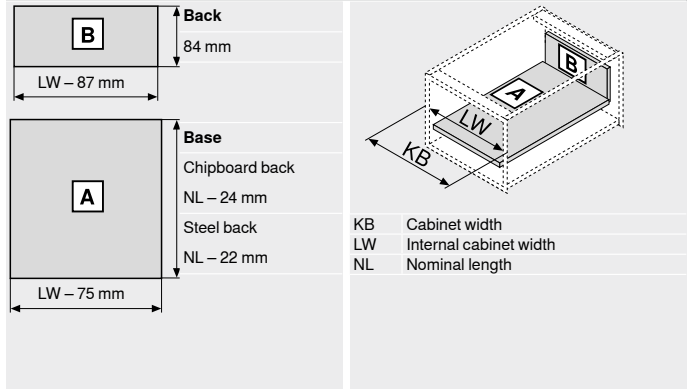 B
Back
84 mm
LW – 87 mm
A
Base
Chipboard back
NL – 24 mm
Steel back
NL – 22 mm
LW – 75 mm
B
A
LW
KB
KB Cabinet width
LW Internal cabinet width
NL Nominal length